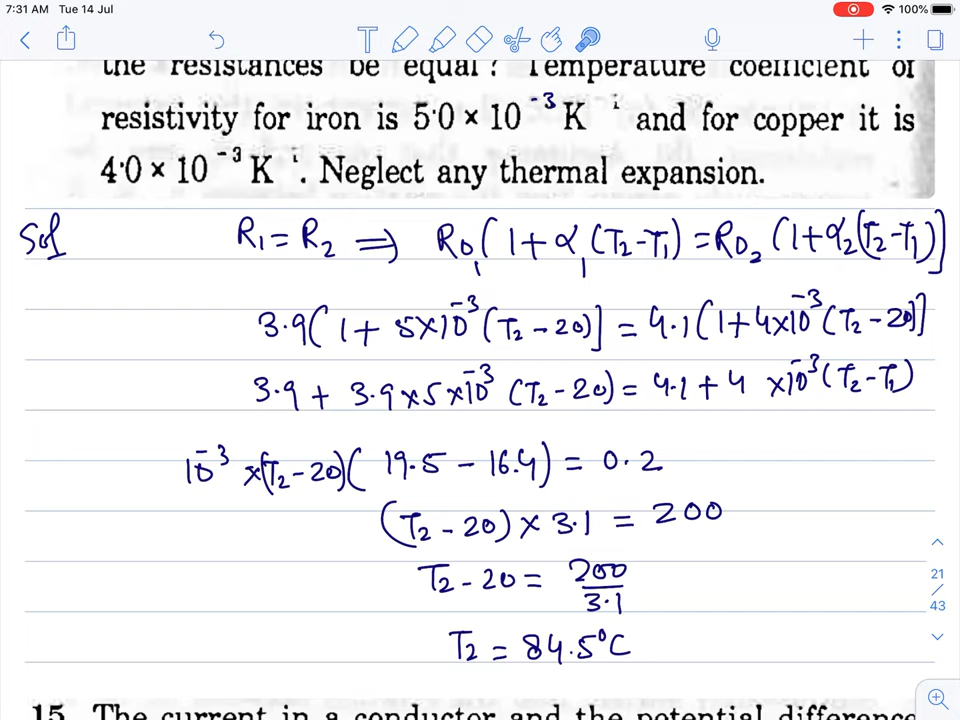 7:31 AM Tue 14 Jul 100%
the resistances be equal? Temperature coefficient of
resistivity for iron is 5·0 × 10 -3 K and for copper it is
4·0 × 10 -3 K . Neglect any thermal expansion.
Sol R1 = R2 ⇒ R01 ( 1 + α1 (T2 - T1) = R02 (1 + α2 (T2 - T1)]
3.9 ( 1 + 5×10^-3 (T2 - 20)] = 4.1 (1 + 4×10^-3 (T2 - 20)]
3.9 + 3.9 × 5 × 10^-3 (T2 - 20) = 4.1 + 4 × 10^-3 (T2 - T1)
10^-3 × (T2 - 20) ( 19.5 - 16.4) = 0.2
(T2 - 20) × 3.1 = 200
T2 - 20 = 200/3.1
T2 = 84.5°C
21
/
43
15. The current in a conductor and the potential difference